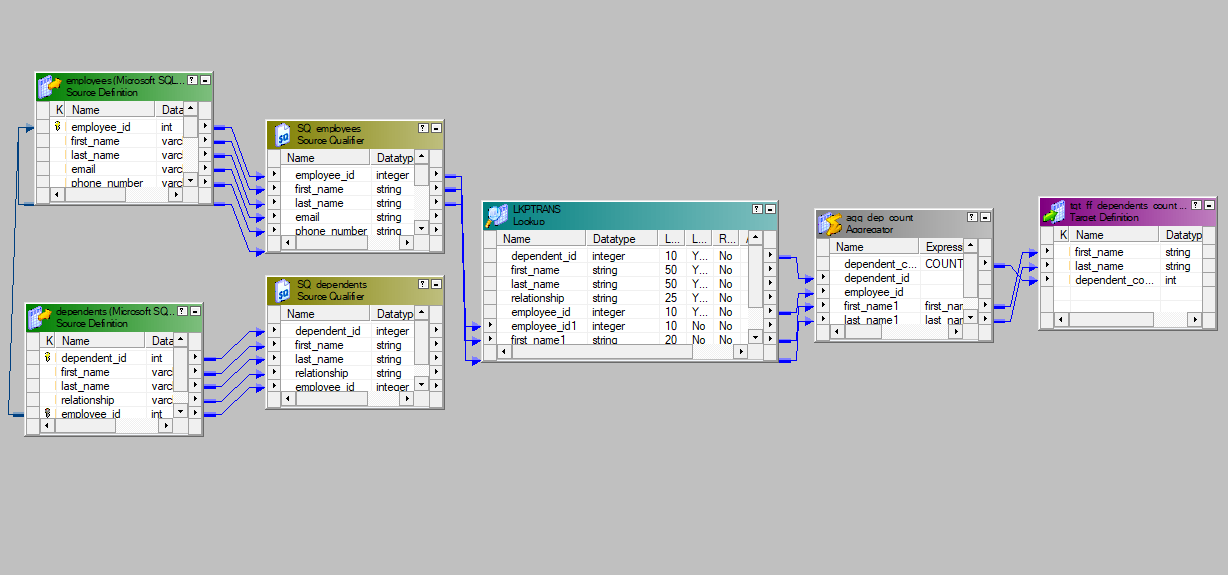 employees (Microsoft SQL...
Source Definition
K Name Data
employee_id int
first_name varc
last_name varc
email varc
phone_number varc
SQ_employees
Source Qualifier
Name Datatyp
employee_id integer
first_name string
last_name string
email string
phone_number string
dependents (Microsoft SQ...
Source Definition
K Name Data
dependent_id int
first_name varc
last_name varc
relationship varc
employee_id int
SQ_dependents
Source Qualifier
Name Datatyp
dependent_id integer
first_name string
last_name string
relationship string
employee_id integer
LKPTRANS
Lookup
Name Datatype L... L... R...
dependent_id integer 10 Y... No
first_name string 50 Y... No
last_name string 50 Y... No
relationship string 25 Y... No
employee_id integer 10 Y... No
employee_id1 integer 10 No No
first_name1 string 20 No No
agg_dep_count
Aggregator
Name Express
dependent_c... COUNT
dependent_id
employee_id
first_name1 first_nar
last_name1 last_nar
tgt_ff_dependents_count...
Target Definition
K Name Datatyp
first_name string
last_name string
dependent_co... int